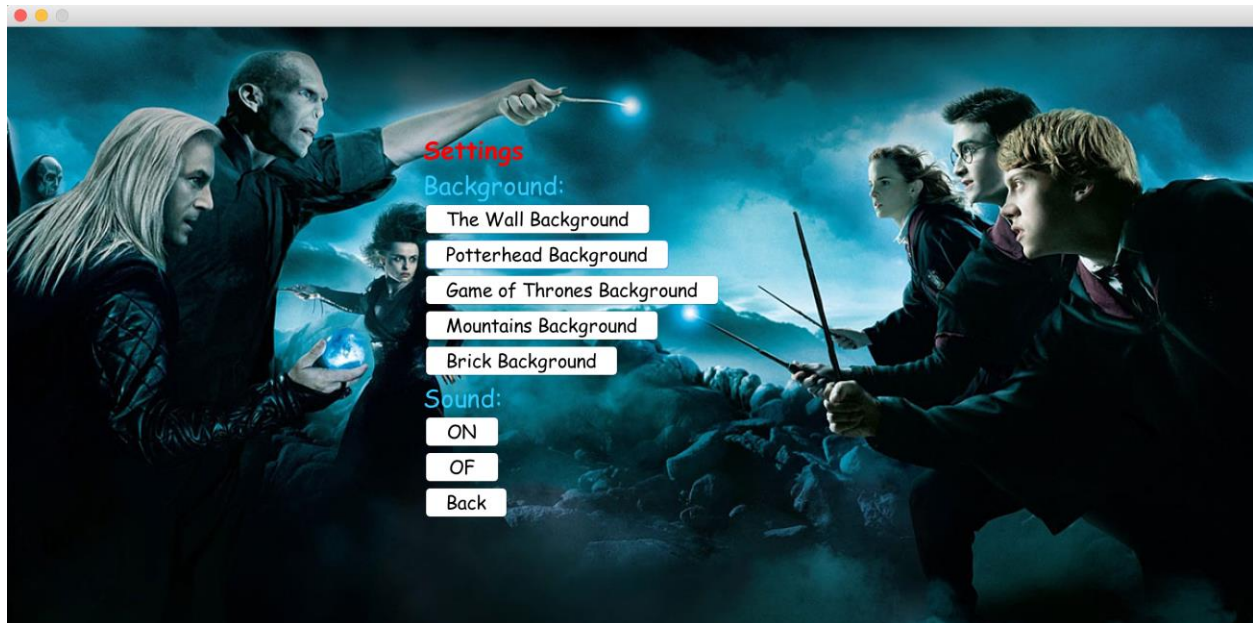 Settings
Background:
The Wall Background
Potterhead Background
Game of Thrones Background
Mountains Background
Brick Background
Sound:
ON
OF
Back